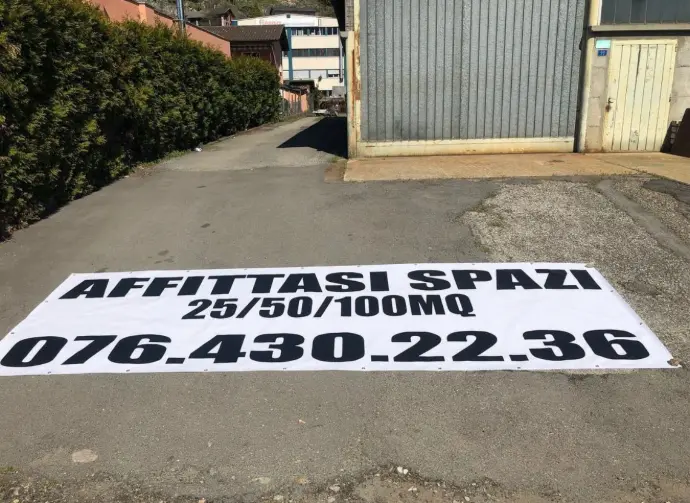 AFFITTASI SPAZI
25/50/100MQ
076.430.22.36